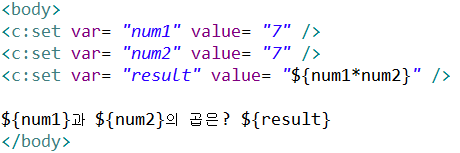 <body>
<c:set var= "num1" value= "7" />
<c:set var= "num2" value= "7" />
<c:set var= "result" value= "${num1*num2}" />
${num1}과 ${num2}의 곱은? ${result}
</body>